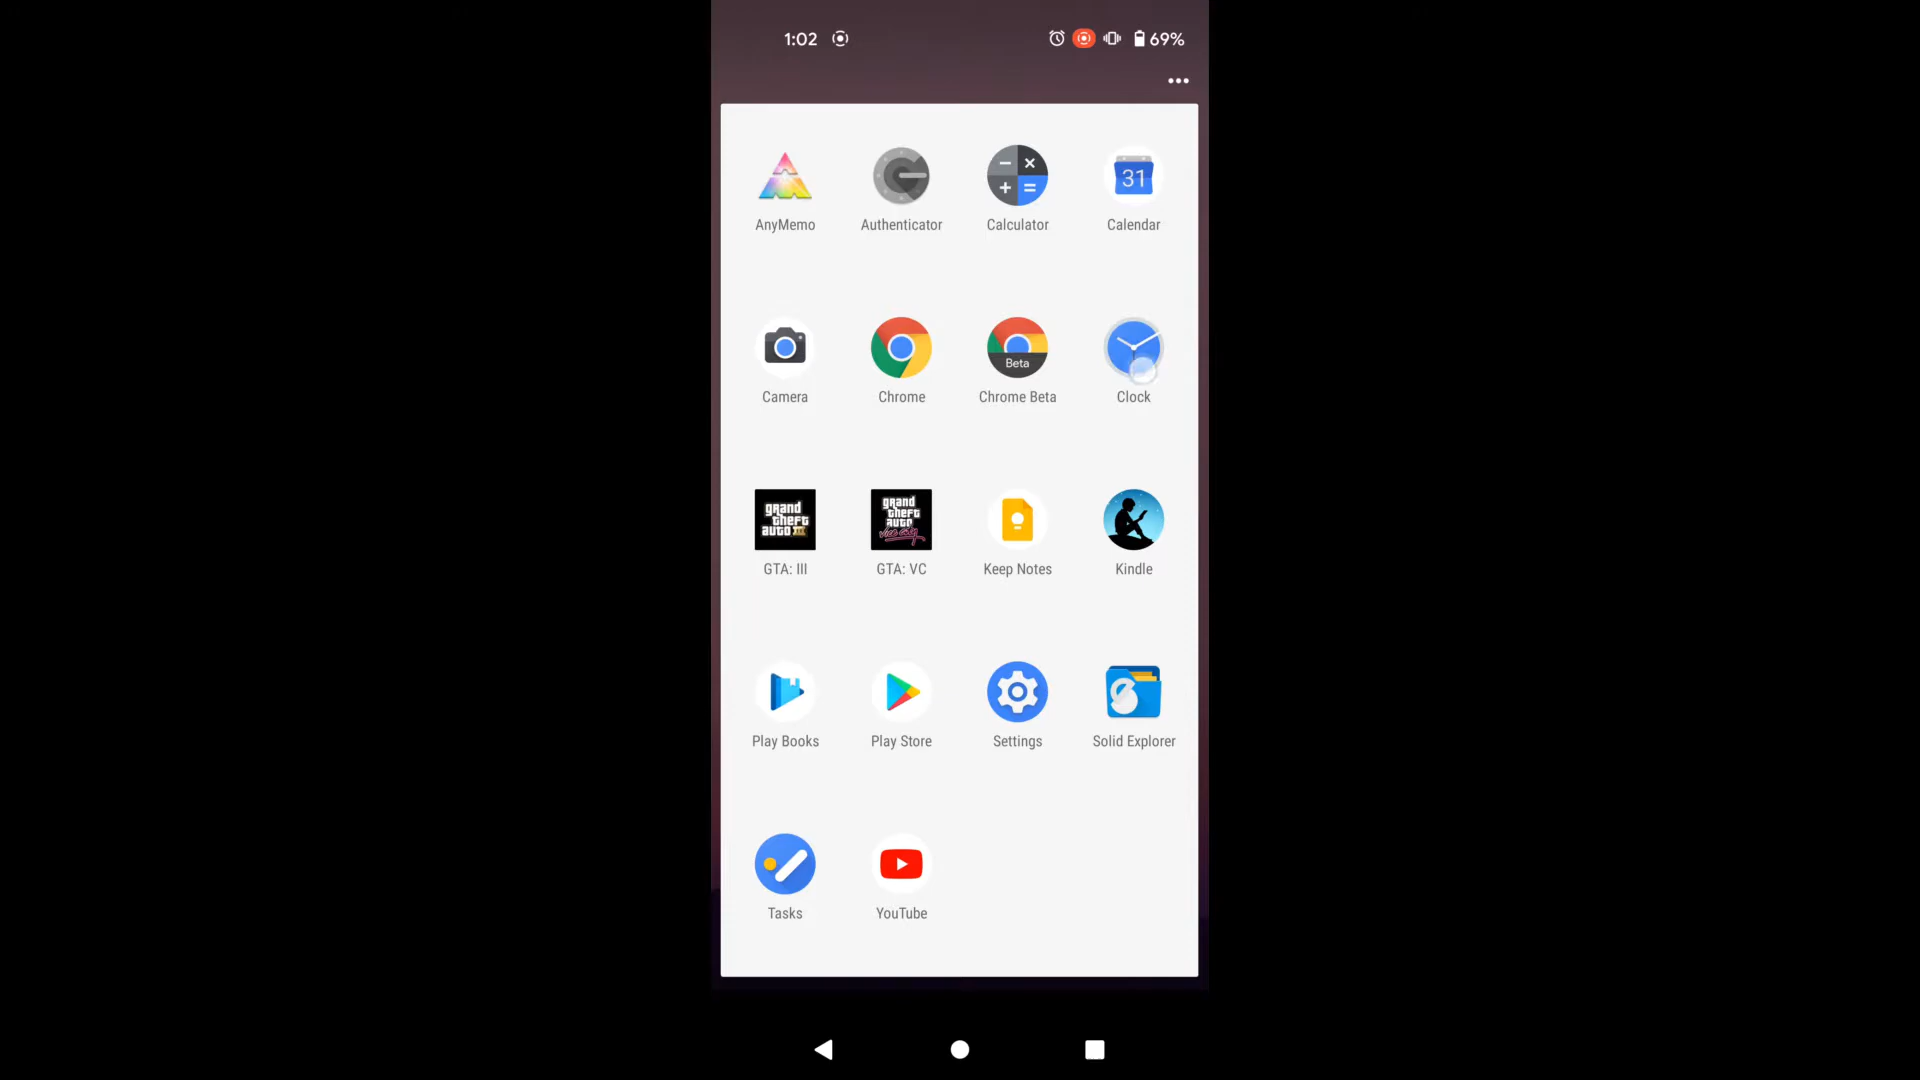 1:02 69%
AnyMemo Authenticator Calculator 31 Calendar
Camera Chrome Beta Chrome Beta Clock
grand theft auto III
GTA: III
grand theft auto Vice City
GTA: VC
Keep Notes Kindle
Play Books Play Store Settings Solid Explorer
Tasks YouTube